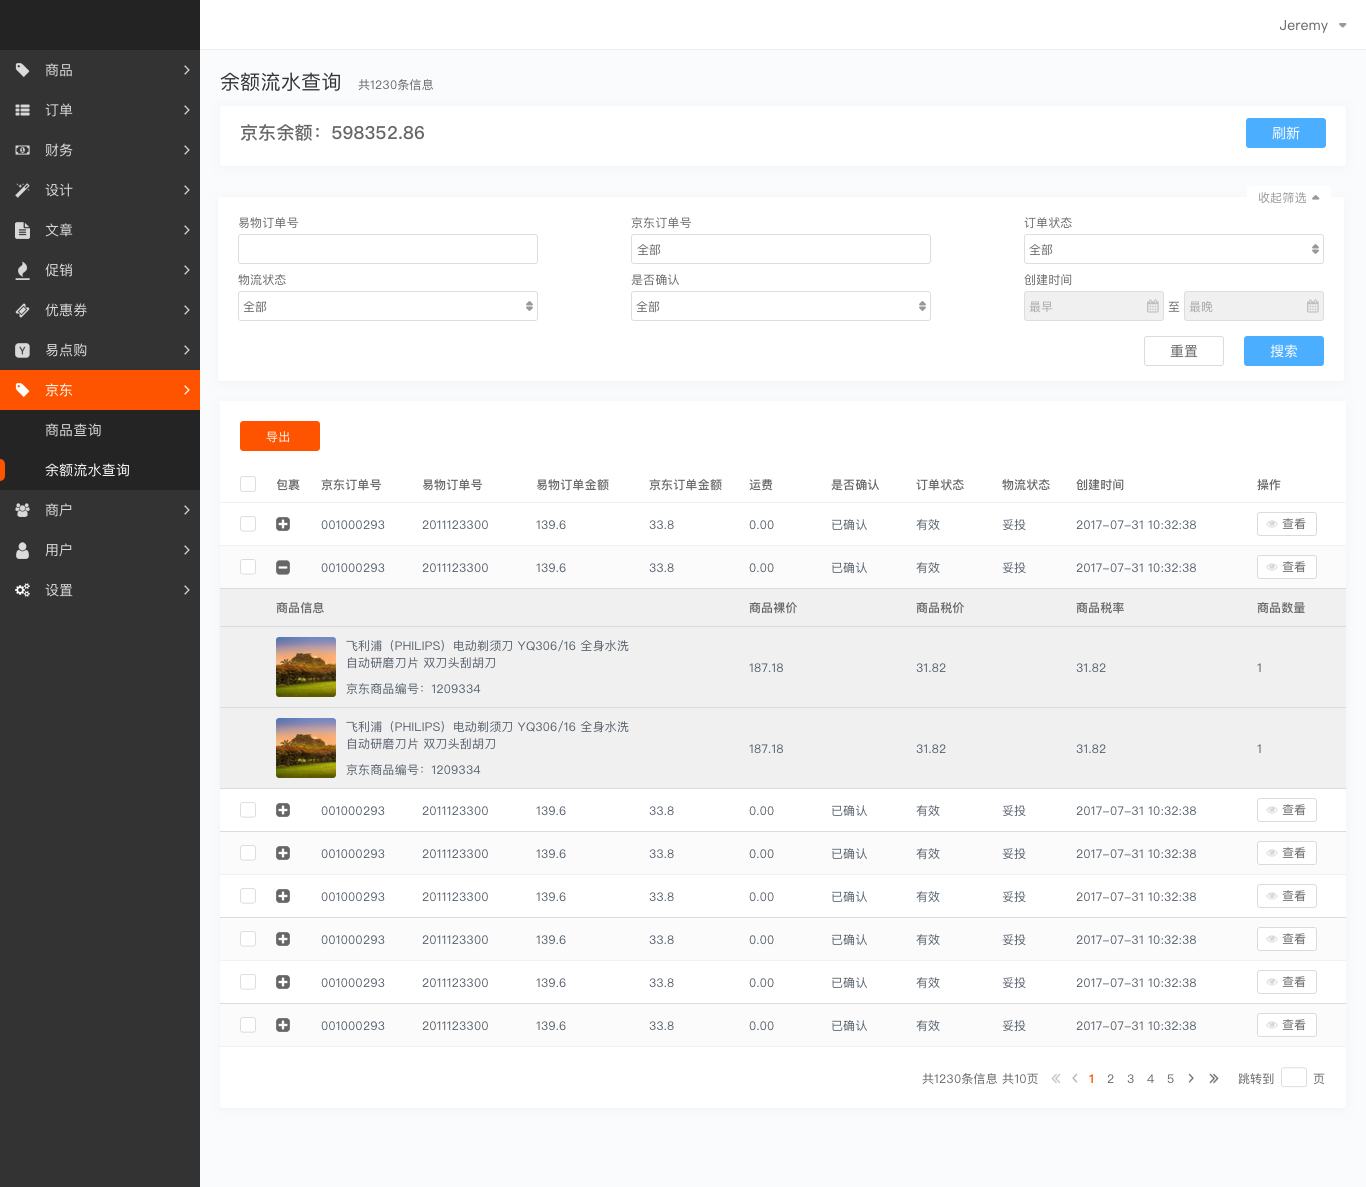 Jeremy
商品
订单
财务
设计
文章
促销
优惠券
易点购
京东
商品查询
余额流水查询
商户
用户
设置
余额流水查询 共1230条信息
京东余额：598352.86 刷新
收起筛选
易物订单号 京东订单号 订单状态
全部 全部
物流状态 是否确认 创建时间
全部 全部 最早 至 最晚
重置 搜索
导出
包裹 京东订单号 易物订单号 易物订单金额 京东订单金额 运费 是否确认 订单状态 物流状态 创建时间 操作
001000293 2011123300 139.6 33.8 0.00 已确认 有效 妥投 2017-07-31 10:32:38 查看
001000293 2011123300 139.6 33.8 0.00 已确认 有效 妥投 2017-07-31 10:32:38 查看
商品信息 商品裸价 商品税价 商品税率 商品数量
飞利浦（PHILIPS）电动剃须刀 YQ306/16 全身水洗
自动研磨刀片 双刀头刮胡刀
京东商品编号：1209334
187.18 31.82 31.82 1
飞利浦（PHILIPS）电动剃须刀 YQ306/16 全身水洗
自动研磨刀片 双刀头刮胡刀
京东商品编号：1209334
187.18 31.82 31.82 1
001000293 2011123300 139.6 33.8 0.00 已确认 有效 妥投 2017-07-31 10:32:38 查看
001000293 2011123300 139.6 33.8 0.00 已确认 有效 妥投 2017-07-31 10:32:38 查看
001000293 2011123300 139.6 33.8 0.00 已确认 有效 妥投 2017-07-31 10:32:38 查看
001000293 2011123300 139.6 33.8 0.00 已确认 有效 妥投 2017-07-31 10:32:38 查看
001000293 2011123300 139.6 33.8 0.00 已确认 有效 妥投 2017-07-31 10:32:38 查看
001000293 2011123300 139.6 33.8 0.00 已确认 有效 妥投 2017-07-31 10:32:38 查看
共1230条信息 共10页 1 2 3 4 5 跳转到 页